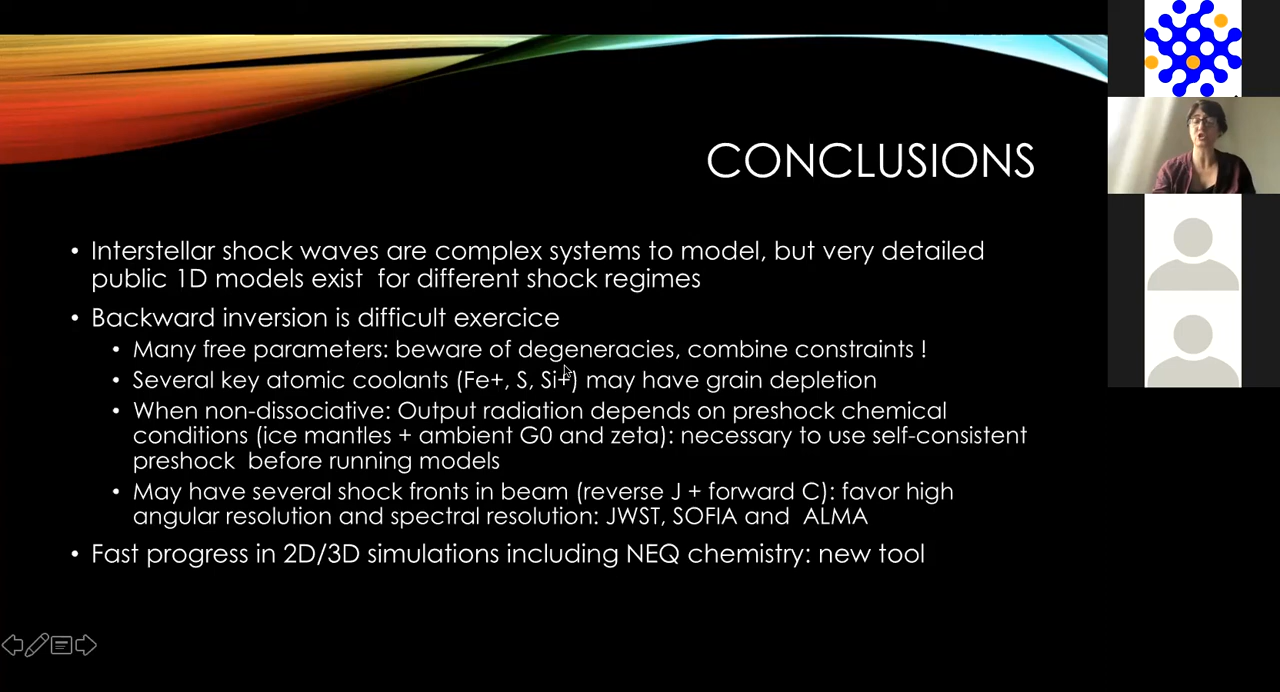 CONCLUSIONS
• Interstellar shock waves are complex systems to model, but very detailed
public 1D models exist for different shock regimes
• Backward inversion is difficult exercice
• Many free parameters: beware of degeneracies, combine constraints !
• Several key atomic coolants (Fe+, S, Si+) may have grain depletion
• When non-dissociative: Output radiation depends on preshock chemical
conditions (ice mantles + ambient G0 and zeta): necessary to use self-consistent
preshock before running models
• May have several shock fronts in beam (reverse J + forward C): favor high
angular resolution and spectral resolution: JWST, SOFIA and ALMA
• Fast progress in 2D/3D simulations including NEQ chemistry: new tool